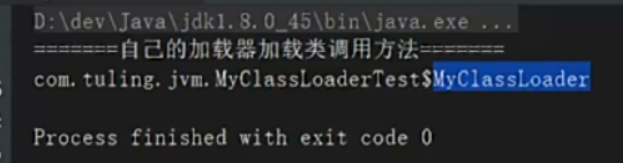 D:\dev\Java\jdk1.8.0_45\bin\java.exe ...
=======自己的加载器加载类调用方法=======
com.tuling.jvm.MyClassLoaderTest$MyClassLoader
Process finished with exit code 0